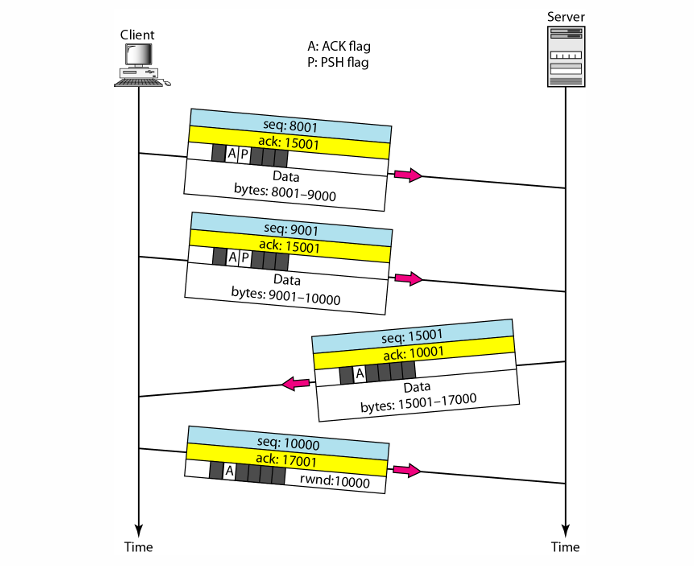 Client
Server
A: ACK flag
P: PSH flag
seq: 8001
ack: 15001
A P
Data
bytes: 8001–9000
seq: 9001
ack: 15001
A P
Data
bytes: 9001–10000
seq: 15001
ack: 10001
A
Data
bytes: 15001–17000
seq: 10000
ack: 17001
A
rwnd:10000
Time
Time